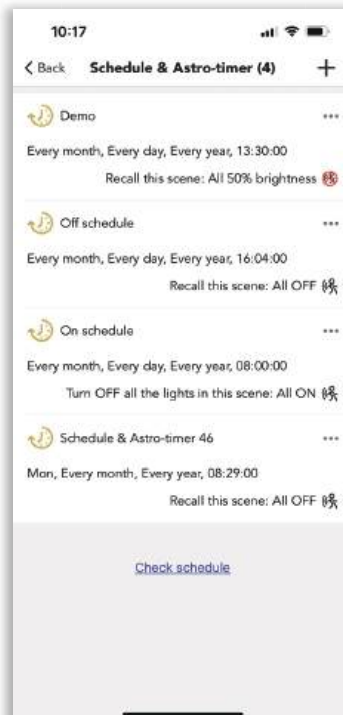 10:17
Back Schedule & Astro-timer (4) +
Demo ...
Every month, Every day, Every year, 13:30:00
Recall this scene: All 50% brightness
Off schedule ...
Every month, Every day, Every year, 16:04:00
Recall this scene: All OFF
On schedule ...
Every month, Every day, Every year, 08:00:00
Turn OFF all the lights in this scene: All ON
Schedule & Astro-timer 46 ...
Mon, Every month, Every year, 08:29:00
Recall this scene: All OFF
Check schedule